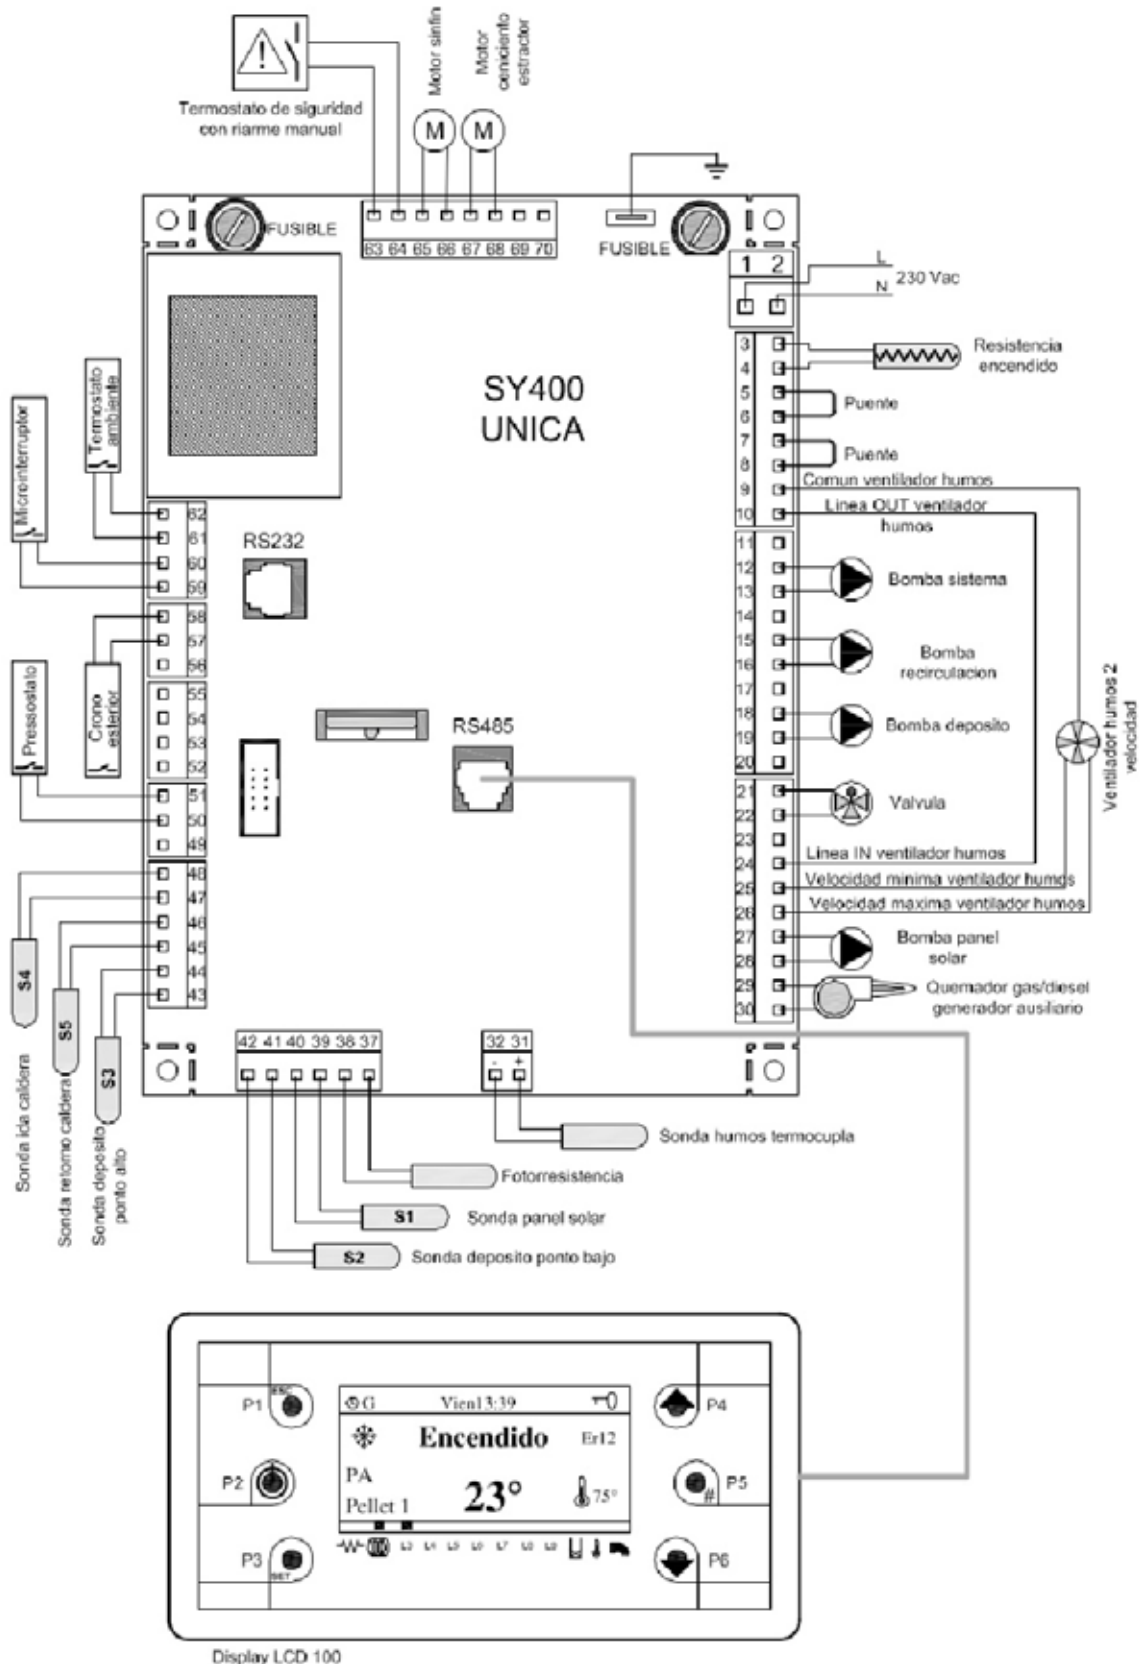 Motor sinfin
Motor
ceniciento
estractor
Termostato de siguridad
con riarme manual
M
M
FUSIBLE
FUSIBLE
63 64 65 66 67 68 69 70
1 2
L
N
230 Vac
SY400
UNICA
3
4
5
6
7
8
9
10
Resistencia
encendido
Puente
Puente
Comun ventilador humos
Linea OUT ventilador
humos
11
12
13
14
15
16
17
18
19
20
Bomba sistema
Bomba
recirculacion
Bomba deposito
Ventilador humos 2
velocidad
21
22
23
24
25
26
27
28
29
30
Valvula
Linea IN ventilador humos
Velocidad minima ventilador humos
Velocidad maxima ventilador humos
Bomba panel
solar
Quemador gas/diesel
generador ausiliario
Microinterruptor
Termostato
ambiente
Pressostato
Crono
esterior
62
61
60
59
58
57
56
55
54
53
52
51
50
49
48
47
46
45
44
43
RS232
RS485
S4
S5
S3
Sonda ida caldera
Sonda retorno caldera
Sonda deposito
ponto alto
42 41 40 39 38 37
32 31
- +
Sonda humos termocupla
Fotorresistencia
S1
Sonda panel solar
S2
Sonda deposito ponto bajo
P1
ESC
P2
P3
SET
P4
P5
#
P6
G
Vien13:39
Encendido
Er12
PA
Pellet 1
23°
75°
L3 L4 L5 L6 L7 L8 L9
Display LCD 100